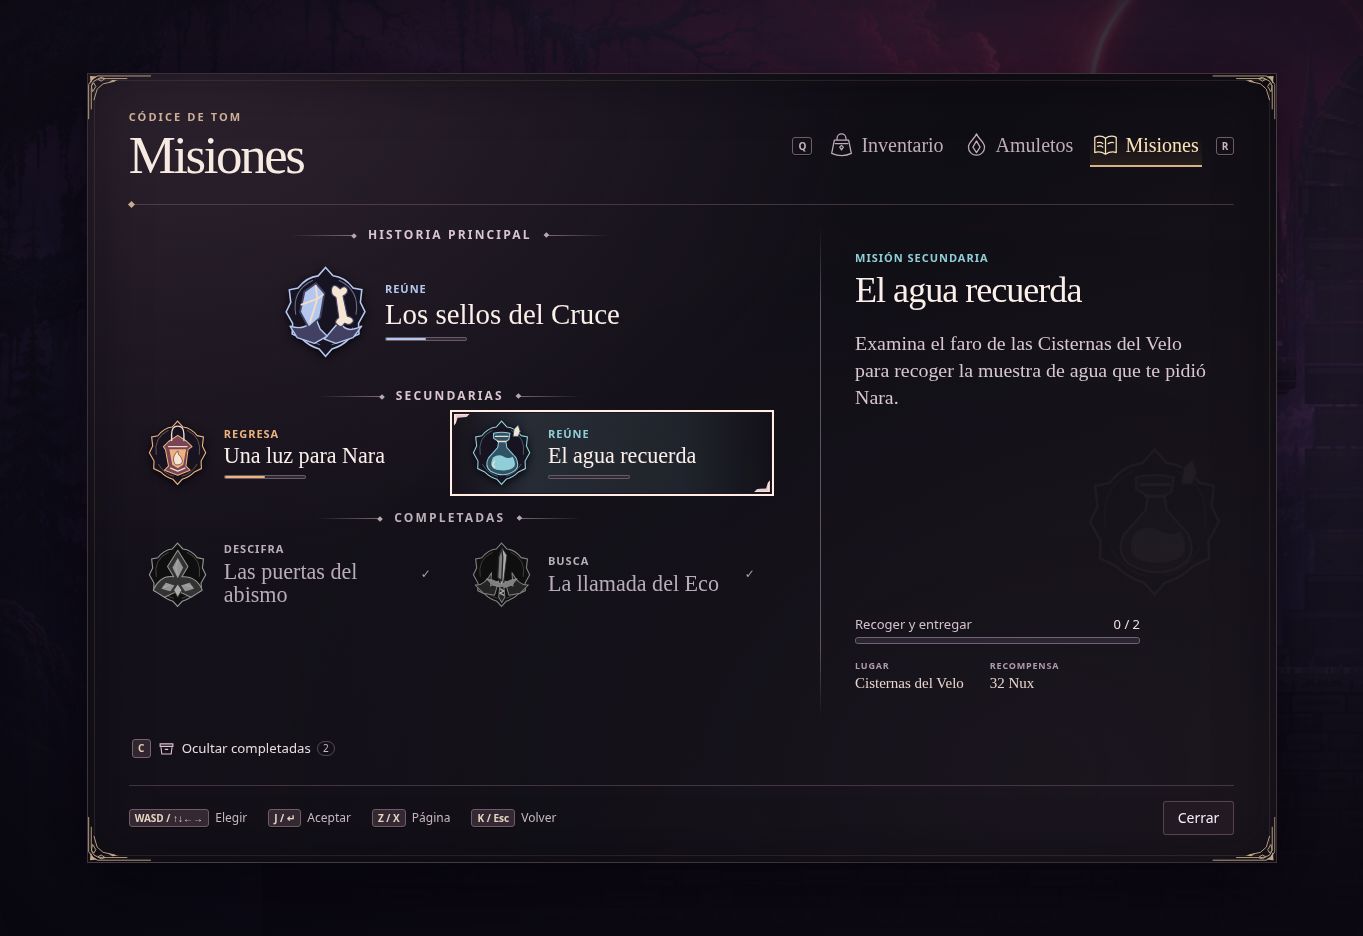 CÓDICE DE TOM
Misiones
Q Inventario Amuletos Misiones R
HISTORIA PRINCIPAL
REÚNE
Los sellos del Cruce
SECUNDARIAS
REGRESA
Una luz para Nara
REÚNE
El agua recuerda
COMPLETADAS
DESCIFRA
Las puertas del
abismo
✓
BUSCA
La llamada del Eco
✓
C Ocultar completadas 2
MISIÓN SECUNDARIA
El agua recuerda
Examina el faro de las Cisternas del Velo
para recoger la muestra de agua que te pidió
Nara.
Recoger y entregar 0 / 2
LUGAR
Cisternas del Velo
RECOMPENSA
32 Nux
WASD / ↑↓←→ Elegir J / ↵ Aceptar Z / X Página K / Esc Volver
Cerrar